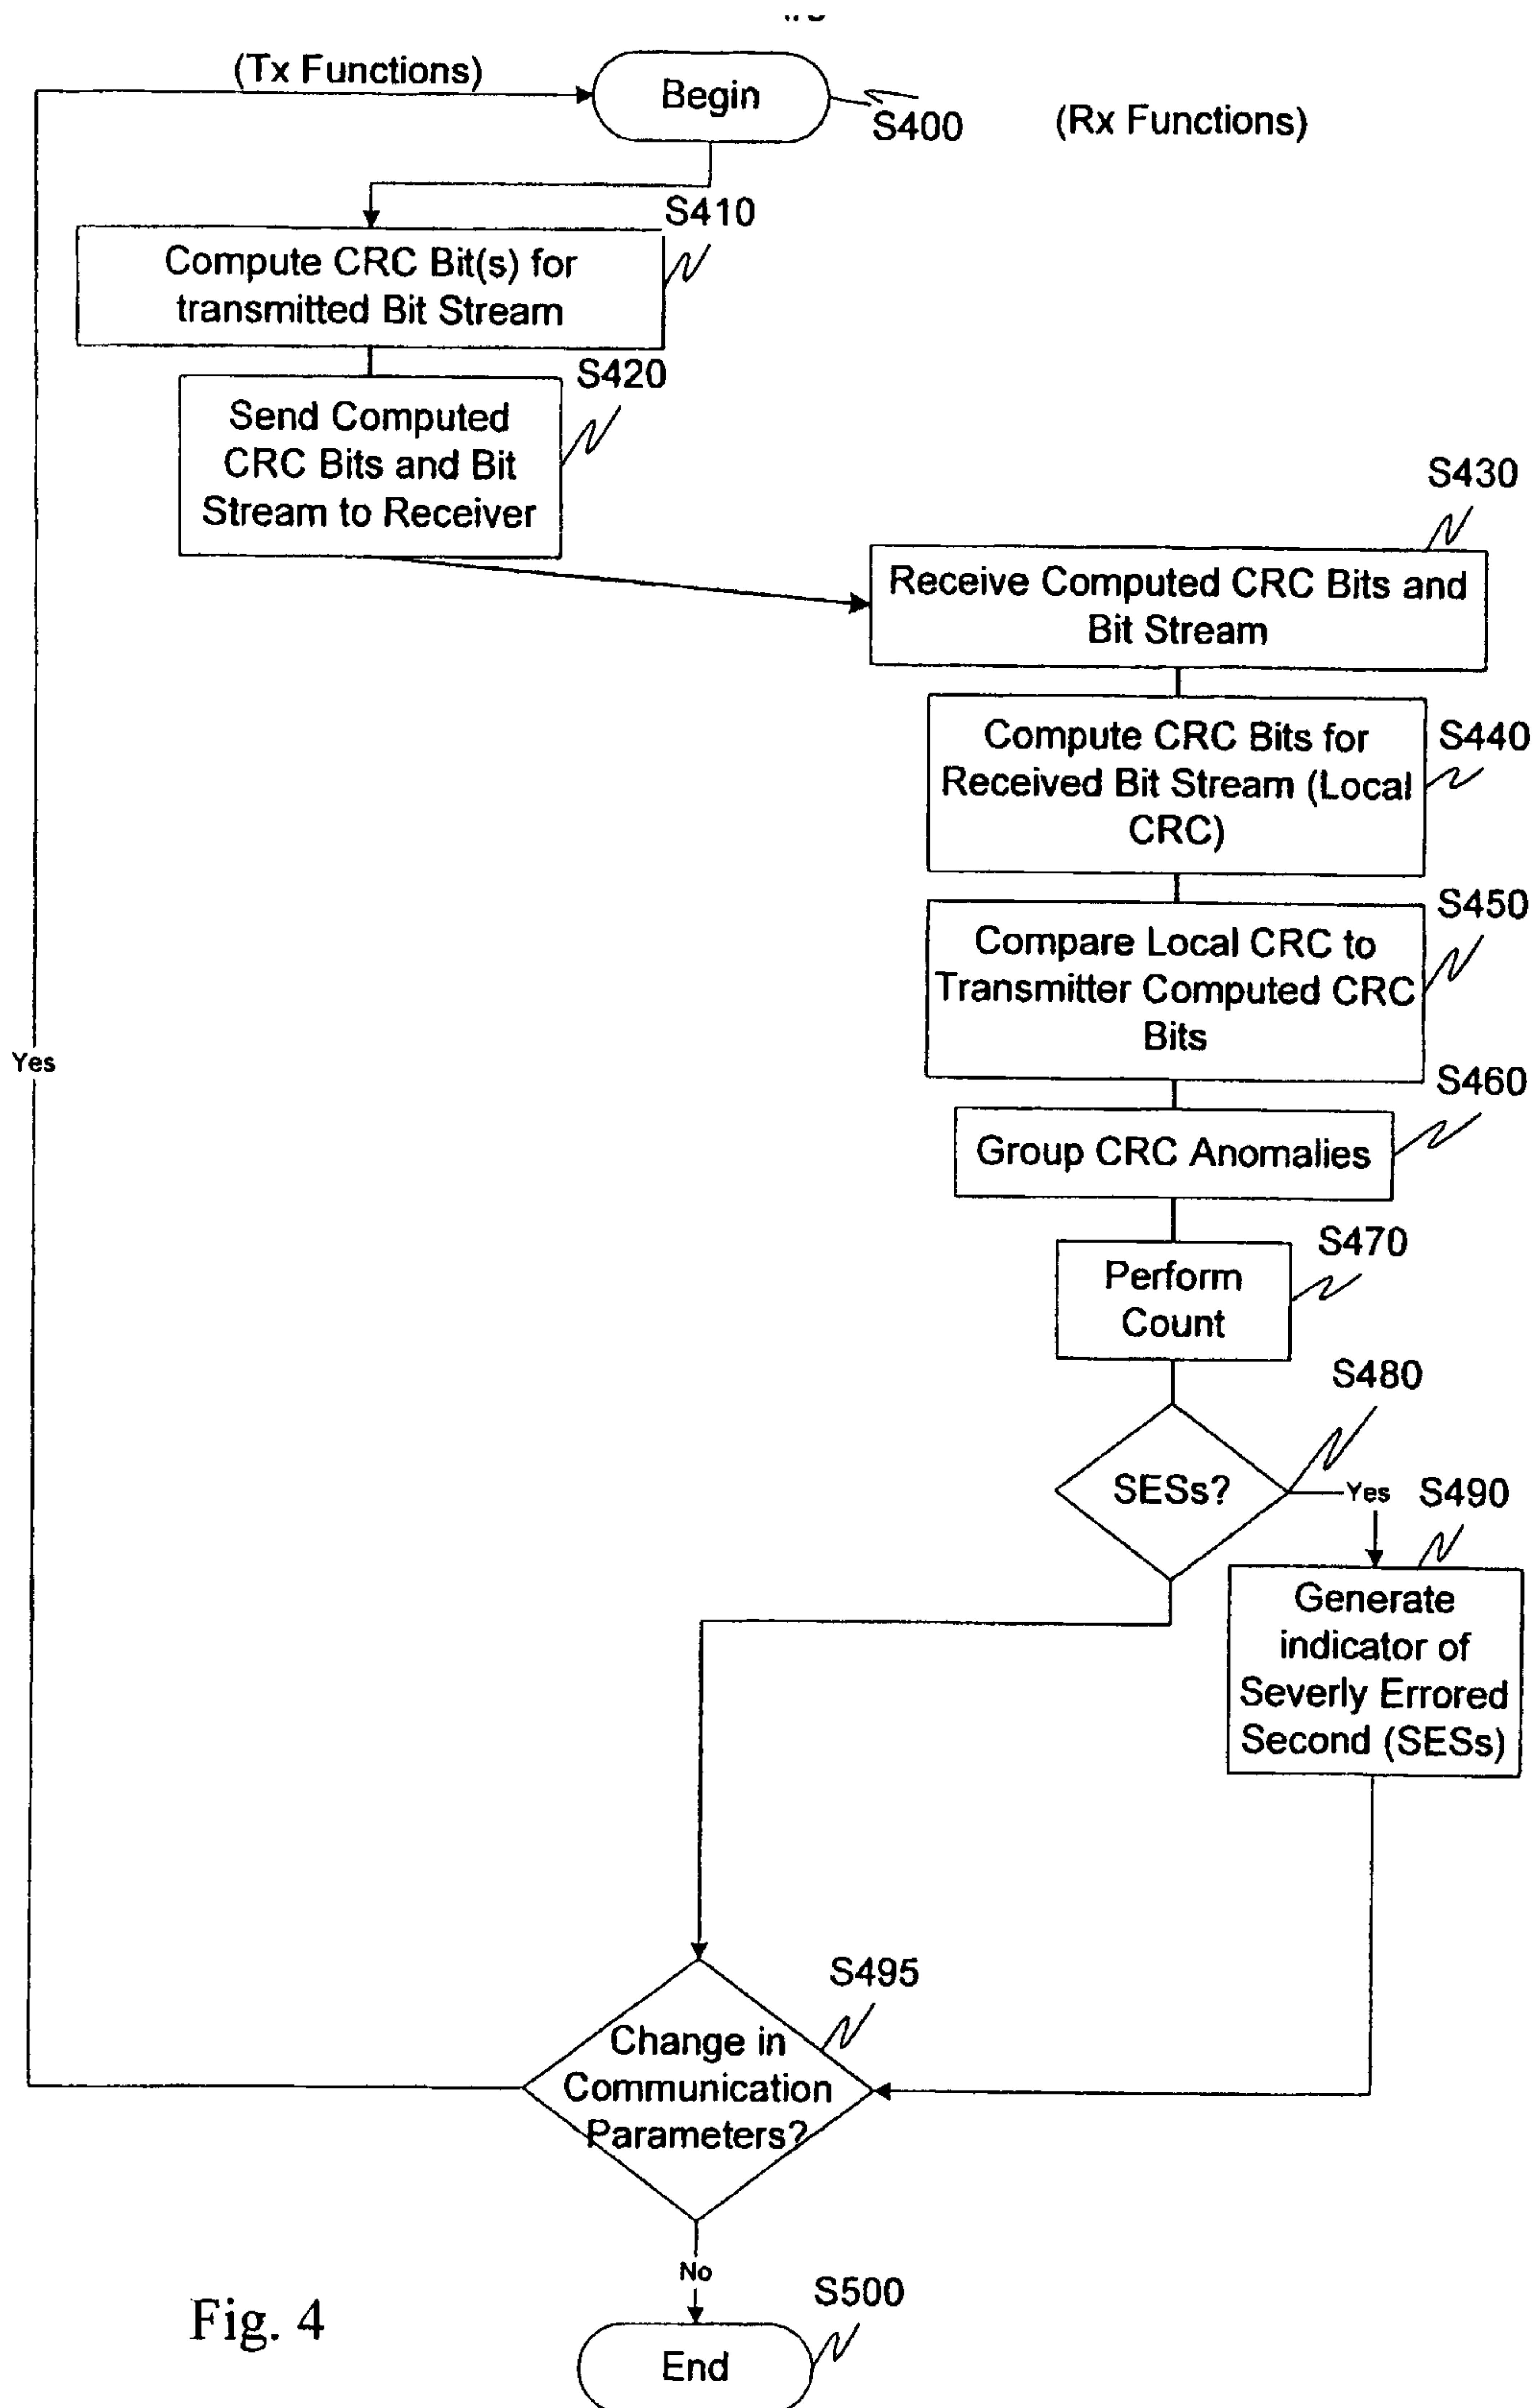 (Tx Functions)
Begin
S400
(Rx Functions)
S410
Compute CRC Bit(s) for
transmitted Bit Stream
S420
Send Computed
CRC Bits and Bit
Stream to Receiver
S430
Receive Computed CRC Bits and
Bit Stream
S440
Compute CRC Bits for
Received Bit Stream (Local
CRC)
S450
Compare Local CRC to
Transmitter Computed CRC
Bits
Yes
S460
Group CRC Anomalies
S470
Perform
Count
S480
SESs?
Yes
S490
Generate
indicator of
Severly Errored
Second (SESs)
S495
Change in
Communication
Parameters?
No
S500
End
Fig. 4